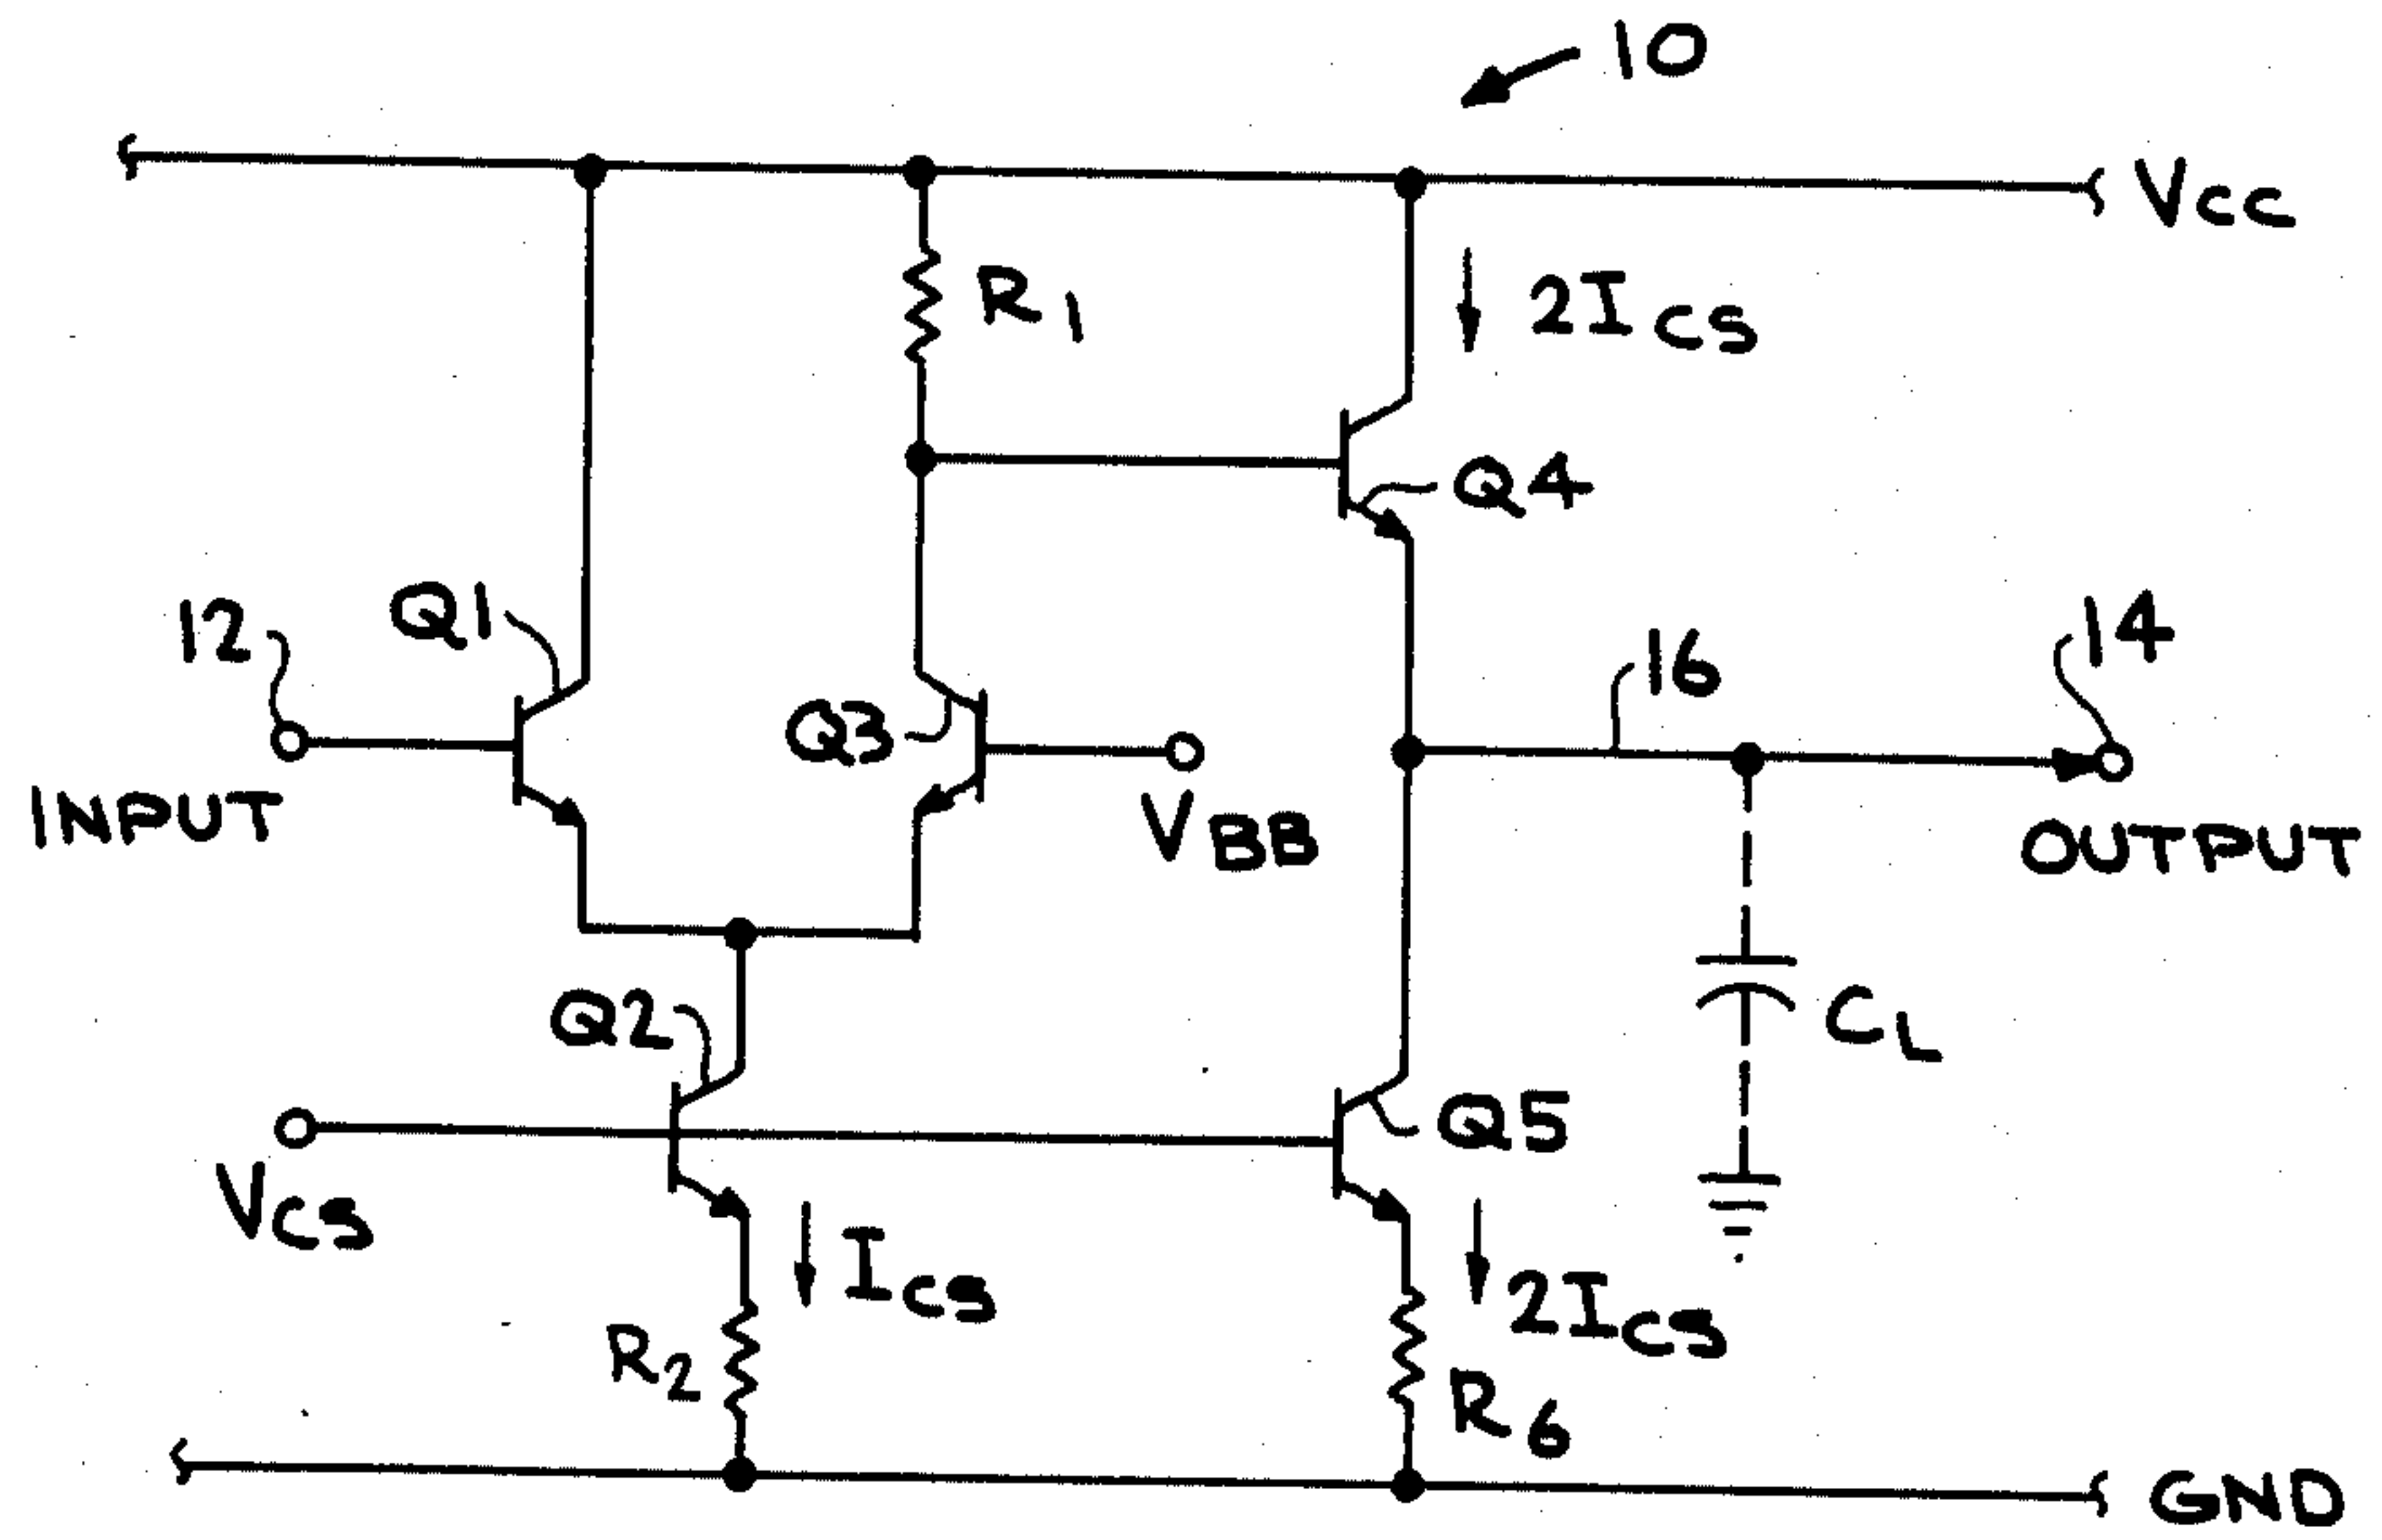 10
Vcc
R1
2Ics
Q4
12
Q1
Q3
16
14
INPUT
VBB
OUTPUT
Q2
CL
Q5
Vcs
Ics
2Ics
R2
R6
GND